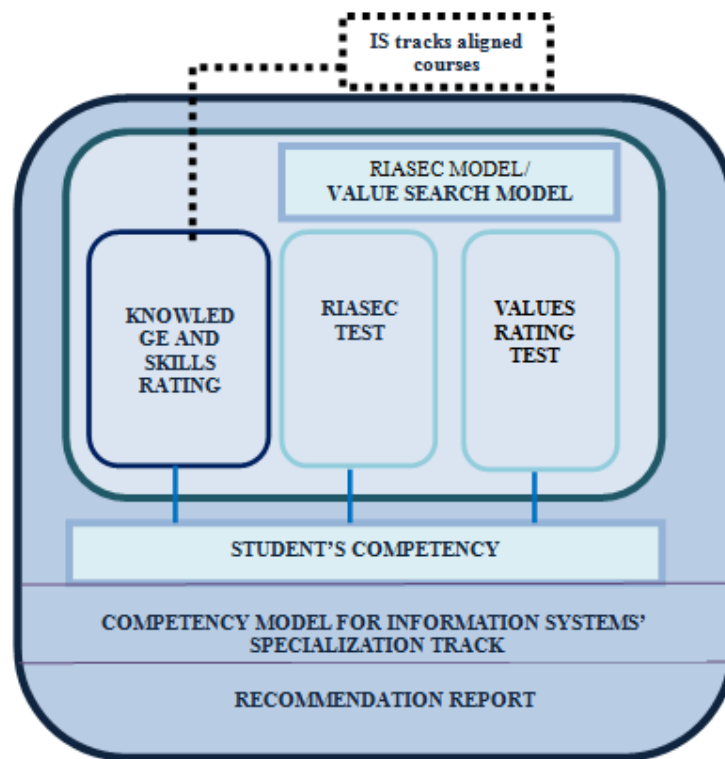 IS tracks aligned
courses
RIASEC MODEL/
VALUE SEARCH MODEL
KNOWLED
GE AND
SKILLS
RATING
RIASEC
TEST
VALUES
RATING
TEST
STUDENT’S COMPETENCY
COMPETENCY MODEL FOR INFORMATION SYSTEMS’
SPECIALIZATION TRACK
RECOMMENDATION REPORT